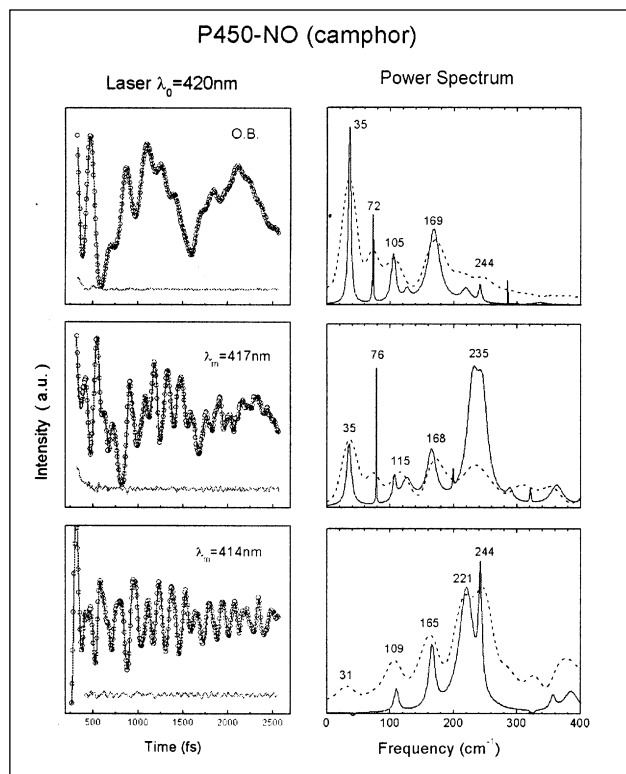 P450-NO (camphor)
Laser λ₀=420nm
Power Spectrum
O.B.
35
72
105
169
244
λₘ=417nm
35
76
115
168
235
λₘ=414nm
31
109
165
221
244
Intensity (a.u.)
500 1000 1500 2000 2500
Time (fs)
0 100 200 300 400
Frequency (cm⁻¹)